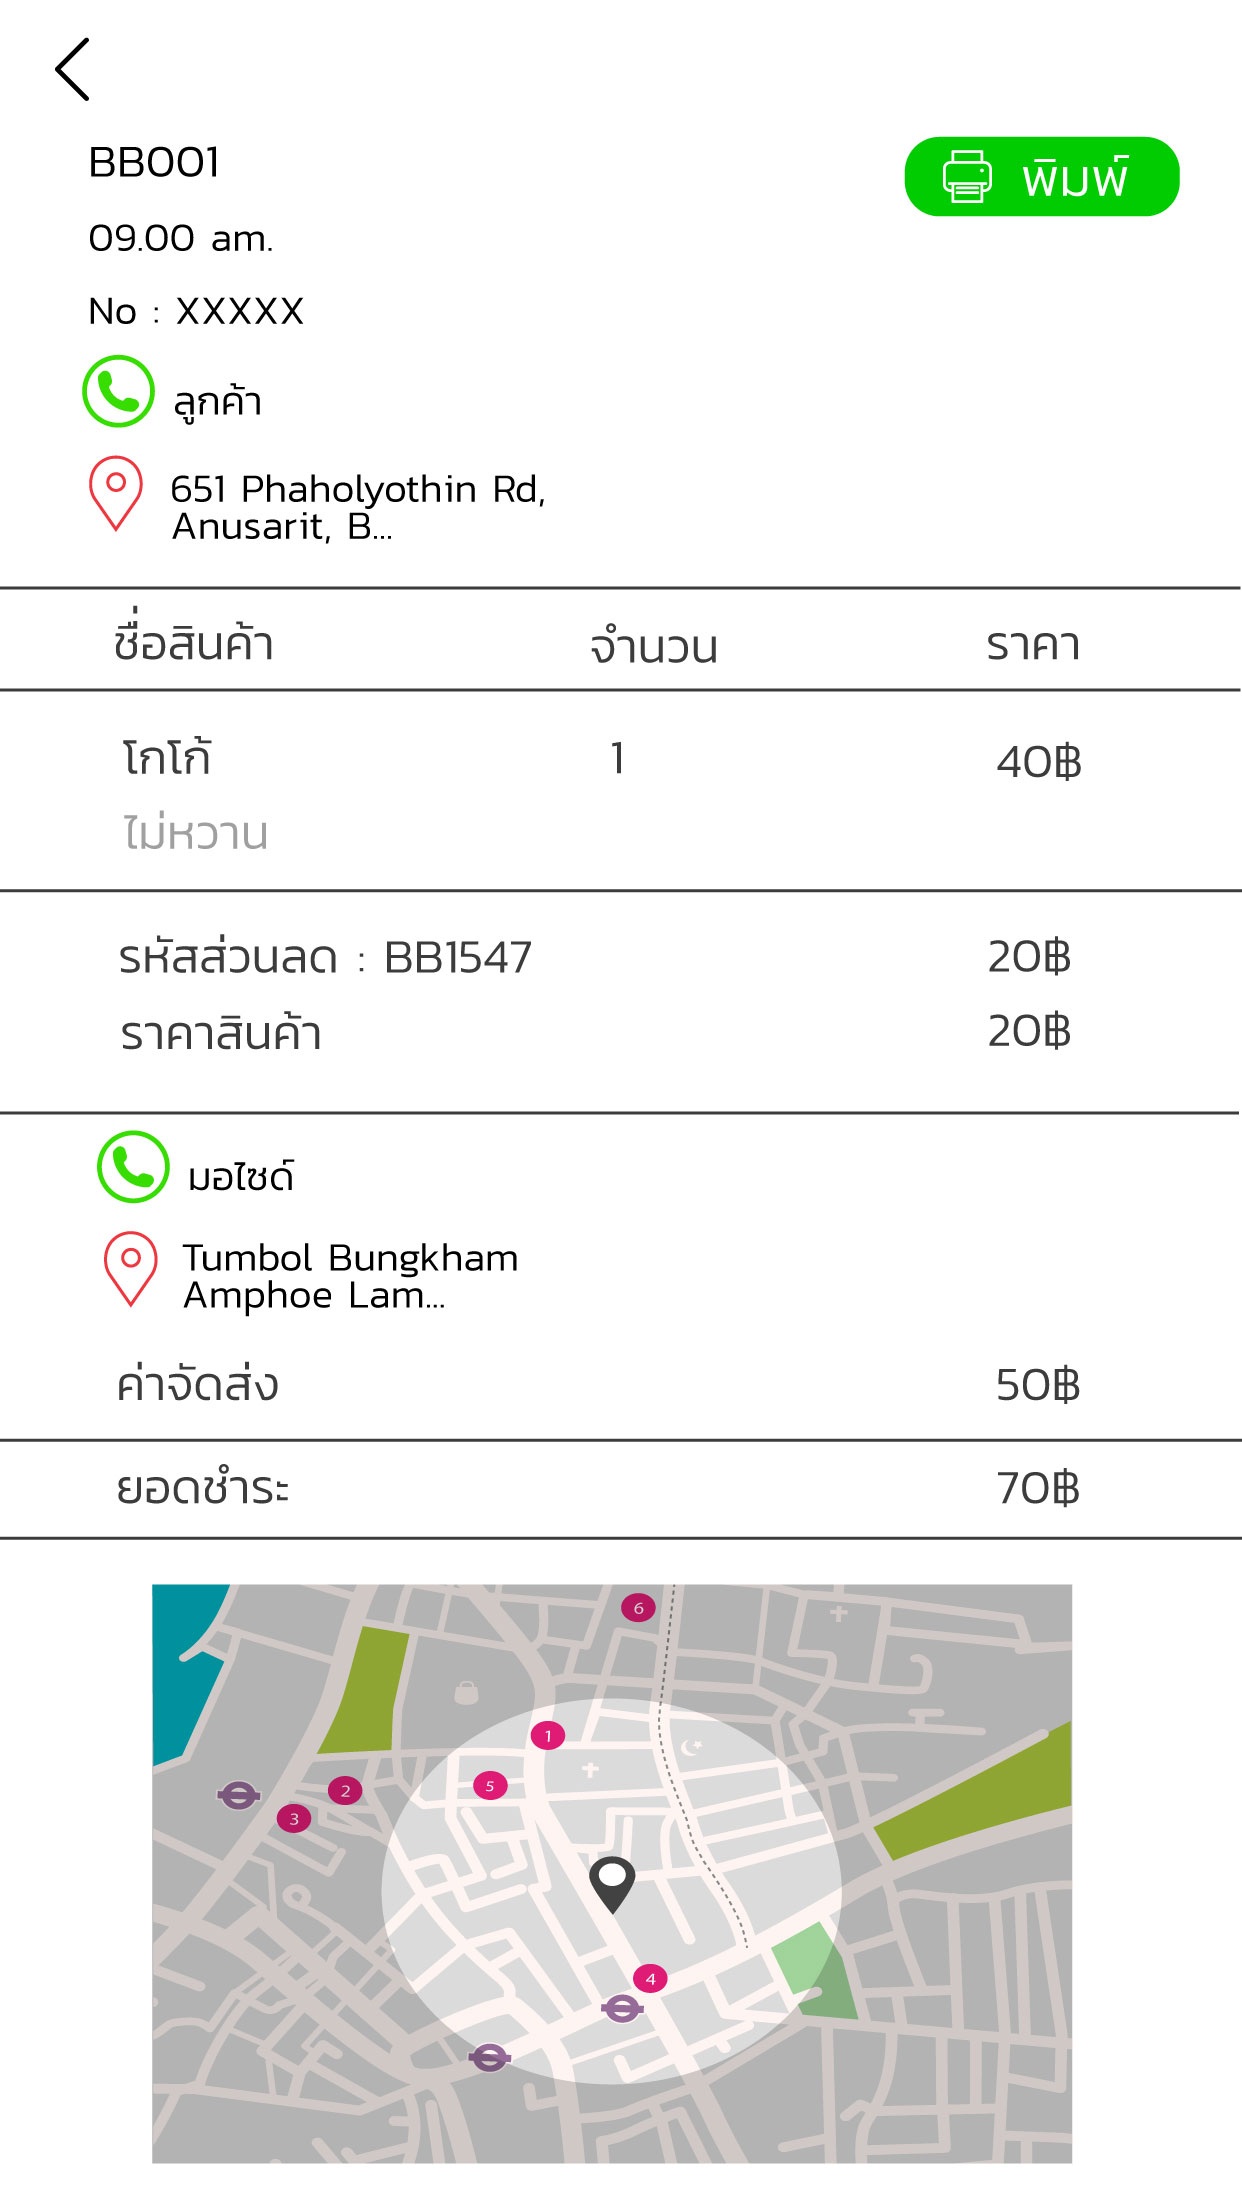 BB001
พิมพ์
09.00 am.
No : XXXXX
ลูกค้า
651 Phaholyothin Rd,
Anusarit, B...
ชื่อสินค้า จำนวน ราคา
โกโก้ 1 40฿
ไม่หวาน
รหัสส่วนลด : BB1547 20฿
ราคาสินค้า 20฿
มอไซด์
Tumbol Bungkham
Amphoe Lam...
ค่าจัดส่ง 50฿
ยอดชำระ 70฿
6
1
5
2
3
4